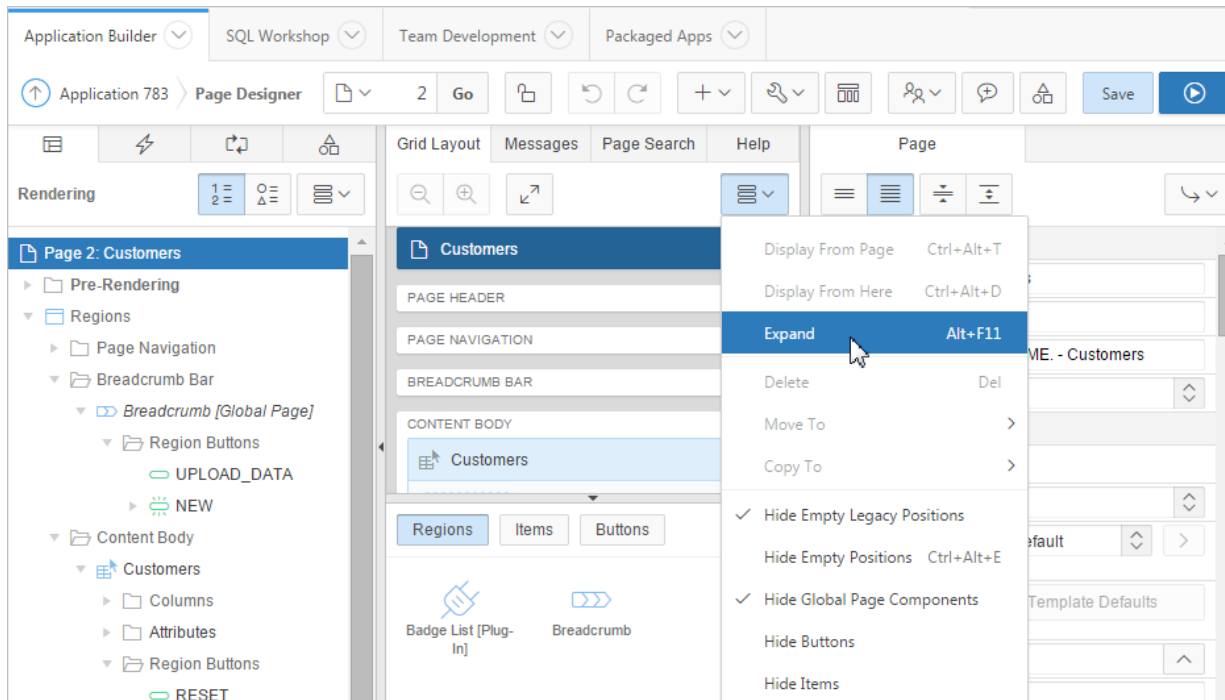 Application Builder
SQL Workshop
Team Development
Packaged Apps
Application 783
Page Designer
2
Go
Save
Grid Layout
Messages
Page Search
Help
Page
Rendering
Page 2: Customers
Pre-Rendering
Regions
Page Navigation
Breadcrumb Bar
Breadcrumb [Global Page]
Region Buttons
UPLOAD_DATA
NEW
Content Body
Customers
Columns
Attributes
Region Buttons
RESET
Customers
PAGE HEADER
PAGE NAVIGATION
BREADCRUMB BAR
CONTENT BODY
Customers
Regions
Items
Buttons
Badge List [Plug-
In]
Breadcrumb
Display From Page Ctrl+Alt+T
Display From Here Ctrl+Alt+D
Expand Alt+F11
Delete Del
Move To
Copy To
Hide Empty Legacy Positions
Hide Empty Positions Ctrl+Alt+E
Hide Global Page Components
Hide Buttons
Hide Items
ME. - Customers
efault
Template Defaults